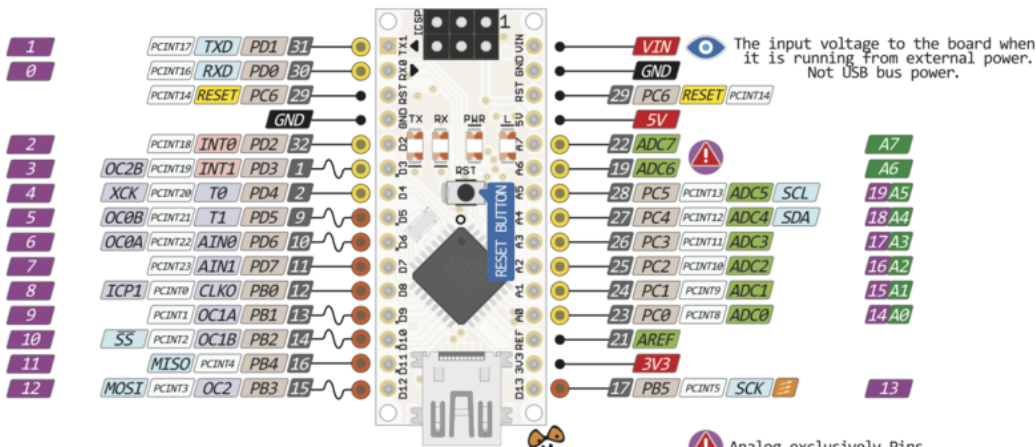 ICSP 1
1 PCINT17 TXD PD1 31 TX1 VIN VIN The input voltage to the board when
it is running from external power.
Not USB bus power.
0 PCINT16 RXD PD0 30 RX0 GND GND
PCINT14 RESET PC6 29 RST RST 29 PC6 RESET PCINT14
GND GND TX RX PWR L 5V 5V
2 PCINT18 INT0 PD2 32 D2 A7 22 ADC7 A7
3 OC2B PCINT19 INT1 PD3 1 D3 RST A6 19 ADC6 A6
4 XCK PCINT20 T0 PD4 2 D4 A5 28 PC5 PCINT13 ADC5 SCL 19 A5
5 OC0B PCINT21 T1 PD5 9 D5 RESET BUTTON A4 27 PC4 PCINT12 ADC4 SDA 18 A4
6 OC0A PCINT22 AIN0 PD6 10 D6 A3 26 PC3 PCINT11 ADC3 17 A3
7 PCINT23 AIN1 PD7 11 D7 A2 25 PC2 PCINT10 ADC2 16 A2
8 ICP1 PCINT0 CLKO PB0 12 D8 A1 24 PC1 PCINT9 ADC1 15 A1
9 PCINT1 OC1A PB1 13 D9 A0 23 PC0 PCINT8 ADC0 14 A0
10 SS PCINT2 OC1B PB2 14 D10 REF 21 AREF
11 MISO PCINT4 PB4 16 D11 3V3 3V3
12 MOSI PCINT3 OC2 PB3 15 D12 D13 17 PB5 PCINT5 SCK 13
Analog exclusively Pins